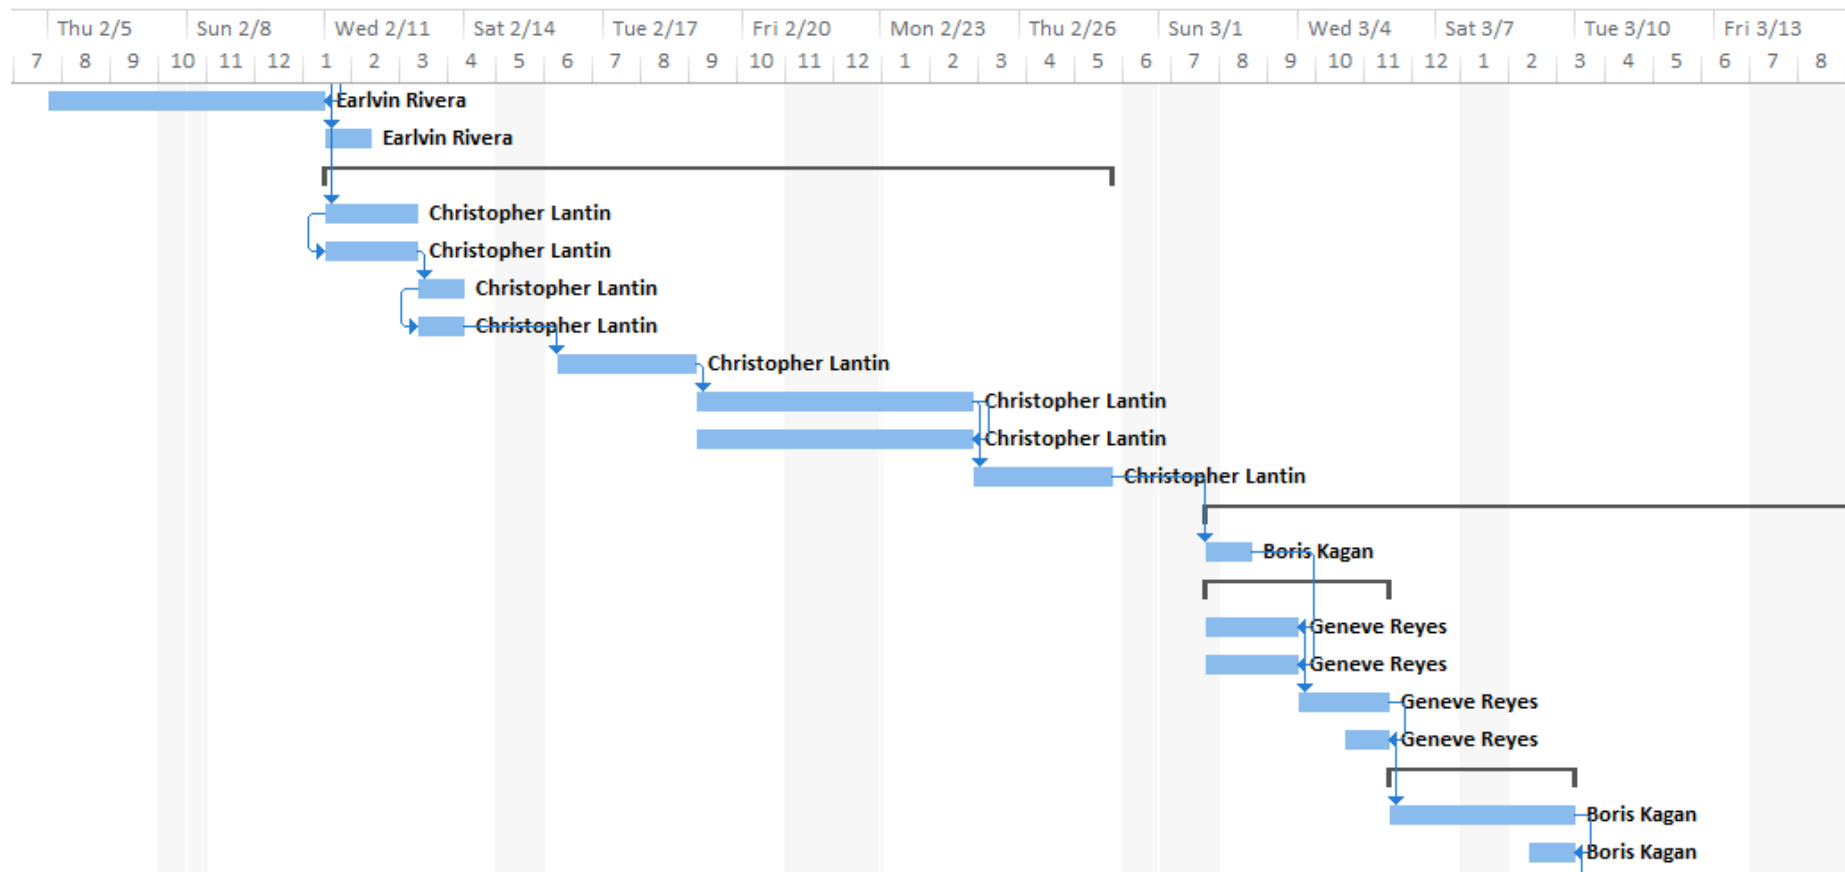 Thu 2/5 Sun 2/8 Wed 2/11 Sat 2/14 Tue 2/17 Fri 2/20 Mon 2/23 Thu 2/26 Sun 3/1 Wed 3/4 Sat 3/7 Tue 3/10 Fri 3/13
7 8 9 10 11 12 1 2 3 4 5 6 7 8 9 10 11 12 1 2 3 4 5 6 7 8 9 10 11 12 1 2 3 4 5 6 7 8
Earlvin Rivera
Earlvin Rivera
Christopher Lantin
Christopher Lantin
Christopher Lantin
Christopher Lantin
Christopher Lantin
Christopher Lantin
Christopher Lantin
Christopher Lantin
Boris Kagan
Geneve Reyes
Geneve Reyes
Geneve Reyes
Geneve Reyes
Boris Kagan
Boris Kagan